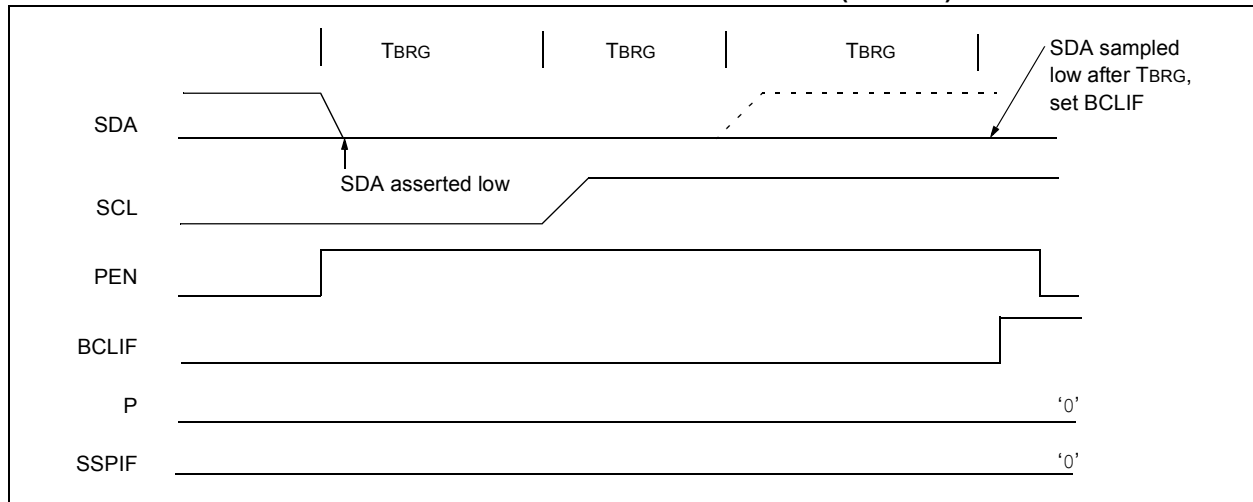 TBRG TBRG TBRG
SDA sampled
low after TBRG,
set BCLIF
SDA
SDA asserted low
SCL
PEN
BCLIF
P ‘0’
SSPIF ‘0’